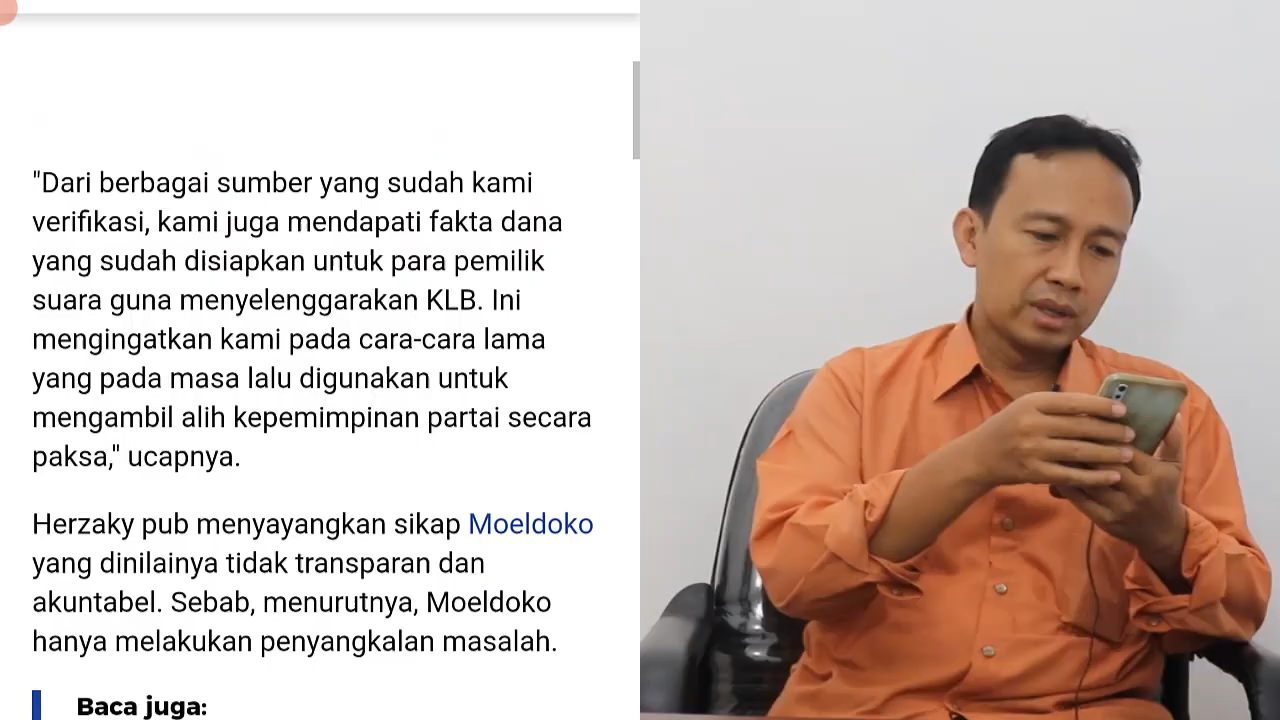 "Dari berbagai sumber yang sudah kami
verifikasi, kami juga mendapati fakta dana
yang sudah disiapkan untuk para pemilik
suara guna menyelenggarakan KLB. Ini
mengingatkan kami pada cara-cara lama
yang pada masa lalu digunakan untuk
mengambil alih kepemimpinan partai secara
paksa," ucapnya.
Herzaky pub menyayangkan sikap Moeldoko
yang dinilainya tidak transparan dan
akuntabel. Sebab, menurutnya, Moeldoko
hanya melakukan penyangkalan masalah.
Baca juga: